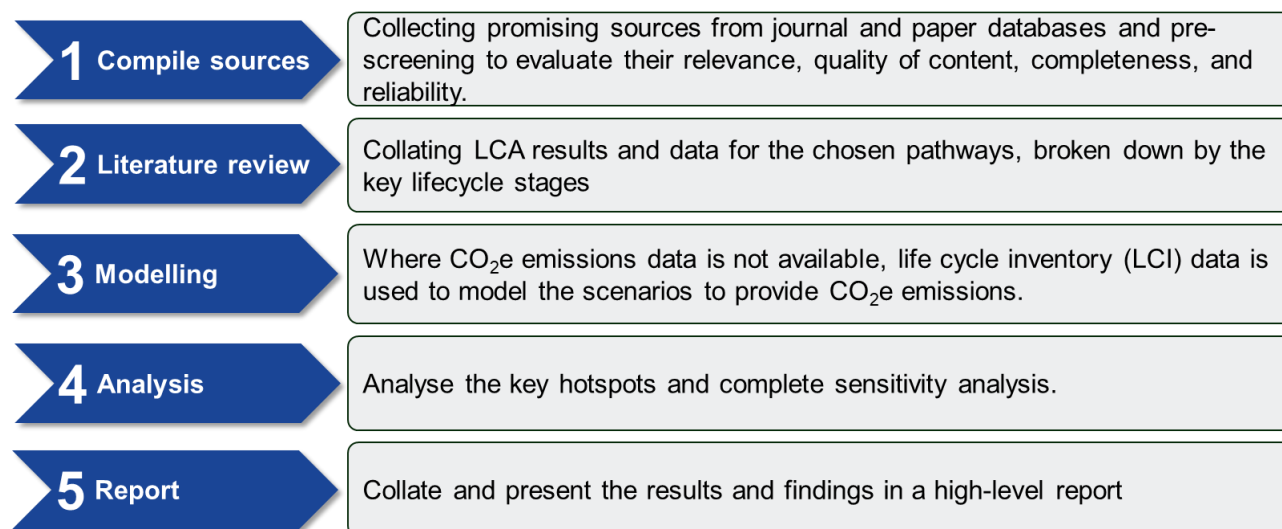 1 Compile sources
Collecting promising sources from journal and paper databases and pre-
screening to evaluate their relevance, quality of content, completeness, and
reliability.
2 Literature review
Collating LCA results and data for the chosen pathways, broken down by the
key lifecycle stages
3 Modelling
Where CO₂e emissions data is not available, life cycle inventory (LCI) data is
used to model the scenarios to provide CO₂e emissions.
4 Analysis
Analyse the key hotspots and complete sensitivity analysis.
5 Report
Collate and present the results and findings in a high-level report